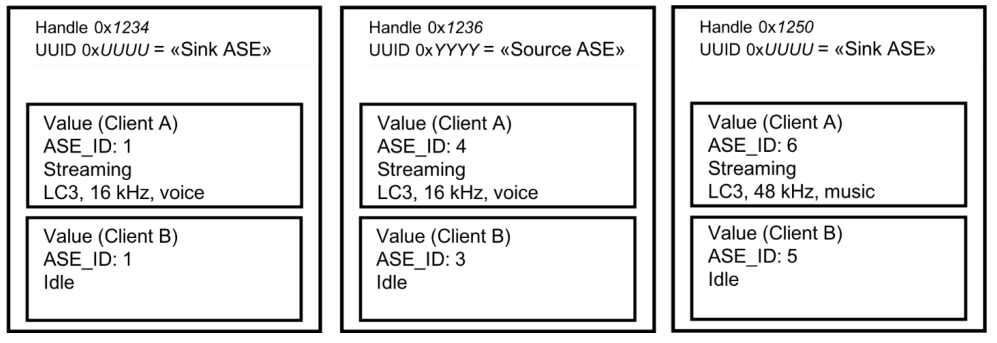 Handle 0x1234
UUID 0xUUUU = «Sink ASE»
Value (Client A)
ASE_ID: 1
Streaming
LC3, 16 kHz, voice
Value (Client B)
ASE_ID: 1
Idle
Handle 0x1236
UUID 0xYYYY = «Source ASE»
Value (Client A)
ASE_ID: 4
Streaming
LC3, 16 kHz, voice
Value (Client B)
ASE_ID: 3
Idle
Handle 0x1250
UUID 0xUUUU = «Sink ASE»
Value (Client A)
ASE_ID: 6
Streaming
LC3, 48 kHz, music
Value (Client B)
ASE_ID: 5
Idle